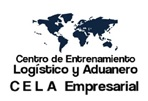 Centro de Entrenamiento
Logístico y Aduanero
C E L A Empresarial